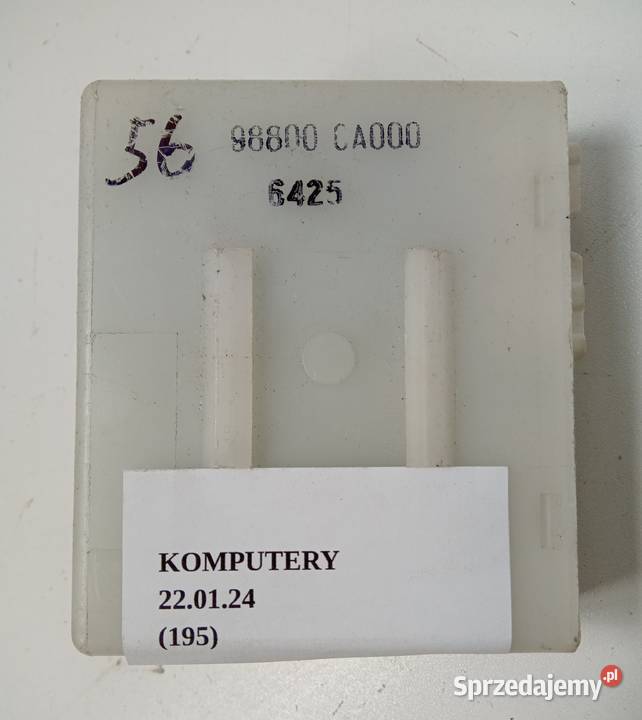 56
98800 CA000
6425
KOMPUTERY
22.01.24
(195)
Sprzedajemy.pl